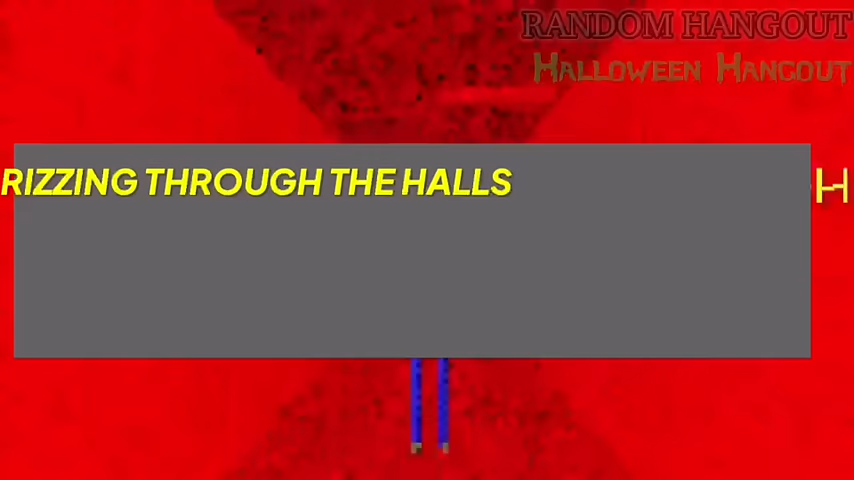 RANDOM HANGOUT
Halloween Hangout
RIZZING THROUGH THE HALLS